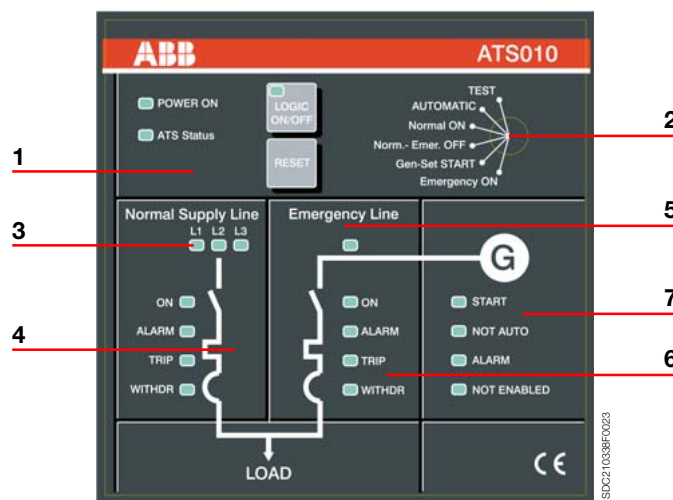 ABB
ATS010
POWER ON
ATS Status
LOGIC
ON/OFF
RESET
TEST
AUTOMATIC
Normal ON
Norm.- Emer. OFF
Gen-Set START
Emergency ON
1
2
Normal Supply Line
L1 L2 L3
Emergency Line
3
5
G
ON
ALARM
TRIP
WITHDR
4
ON
ALARM
TRIP
WITHDR
6
START
NOT AUTO
ALARM
NOT ENABLED
7
LOAD
CE
SDC210338F0023